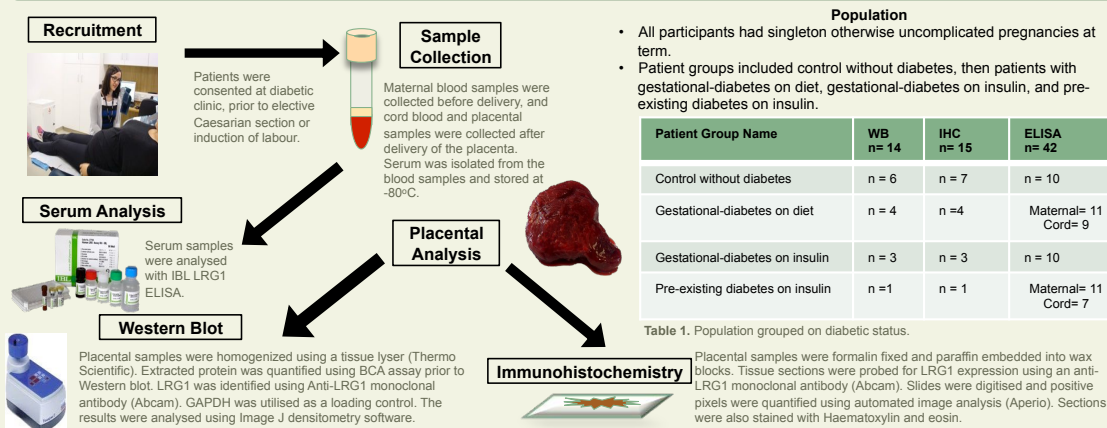 Recruitment
Patients were
consented at diabetic
clinic, prior to elective
Caesarian section or
induction of labour.
Sample
Collection
Maternal blood samples were
collected before delivery, and
cord blood and placental
samples were collected after
delivery of the placenta.
Serum was isolated from the
blood samples and stored at
-80ºC.
Serum Analysis
Serum samples
were analysed
with IBL LRG1
ELISA.
Placental
Analysis
Western Blot
Placental samples were homogenized using a tissue lyser (Thermo
Scientific). Extracted protein was quantified using BCA assay prior to
Western blot. LRG1 was identified using Anti-LRG1 monoclonal
antibody (Abcam). GAPDH was utilised as a loading control. The
results were analysed using Image J densitometry software.
Immunohistochemistry
Placental samples were formalin fixed and paraffin embedded into wax
blocks. Tissue sections were probed for LRG1 expression using an anti-
LRG1 monoclonal antibody (Abcam). Slides were digitised and positive
pixels were quantified using automated image analysis (Aperio). Sections
were also stained with Haematoxylin and eosin.
Population
• All participants had singleton otherwise uncomplicated pregnancies at
term.
• Patient groups included control without diabetes, then patients with
gestational-diabetes on diet, gestational-diabetes on insulin, and pre-
existing diabetes on insulin.
Patient Group Name WB IHC ELISA
n= 14 n= 15 n= 42
Control without diabetes n = 6 n = 7 n = 10
Gestational-diabetes on diet n = 4 n =4 Maternal= 11
Cord= 9
Gestational-diabetes on insulin n = 3 n = 3 n = 10
Pre-existing diabetes on insulin n =1 n = 1 Maternal= 11
Cord= 7
Table 1. Population grouped on diabetic status.